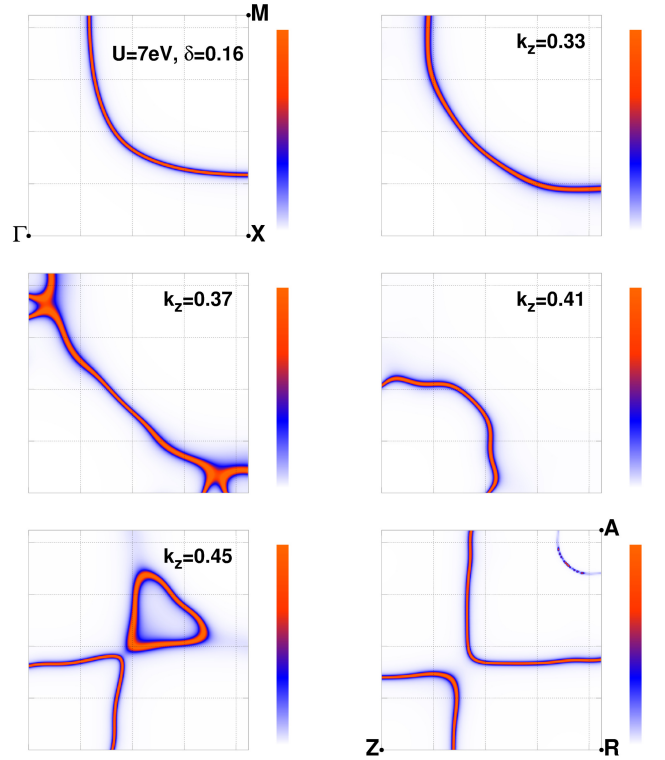 M
U=7eV, δ=0.16
Γ
X
k_z=0.33
k_z=0.37
k_z=0.41
k_z=0.45
A
Z
R